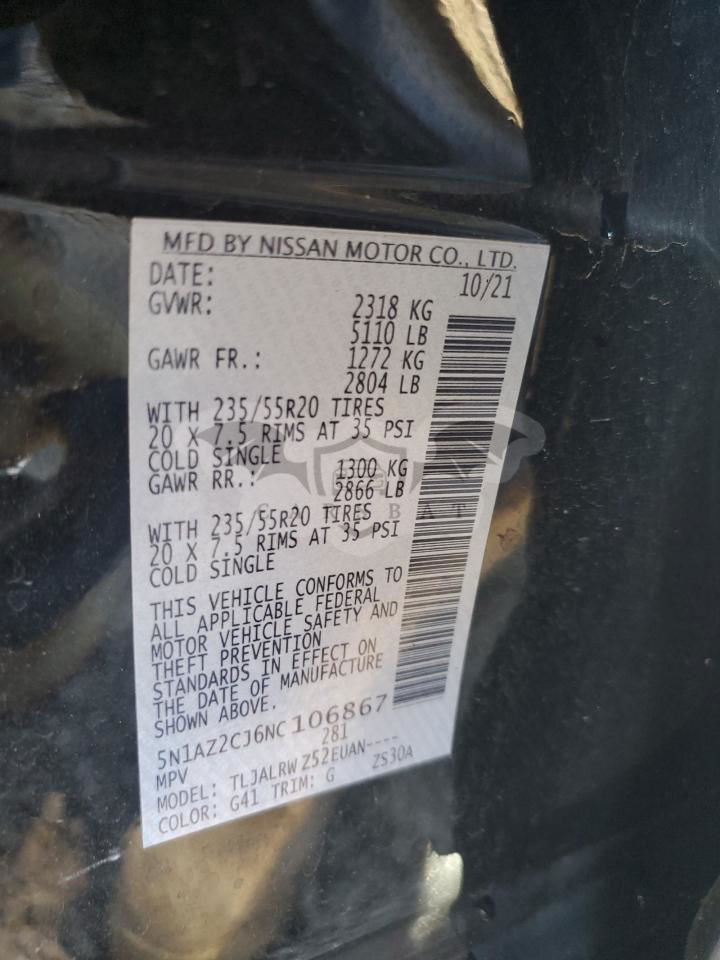 MFD BY NISSAN MOTOR CO., LTD.
DATE: 10/21
GVWR: 2318 KG
5110 LB
GAWR FR.: 1272 KG
2804 LB
WITH 235/55R20 TIRES
20 X 7.5 RIMS AT 35 PSI
COLD SINGLE
GAWR RR.: 1300 KG
2866 LB
WITH 235/55R20 TIRES
20 X 7.5 RIMS AT 35 PSI
COLD SINGLE
THIS VEHICLE CONFORMS TO
ALL APPLICABLE FEDERAL
MOTOR VEHICLE SAFETY AND
THEFT PREVENTION
STANDARDS IN EFFECT ON
THE DATE OF MANUFACTURE
SHOWN ABOVE.
5N1AZ2CJ6NC106867
MPV 281
MODEL: TLJALRW Z52EUAN----
COLOR: G41 TRIM: G ZS30A